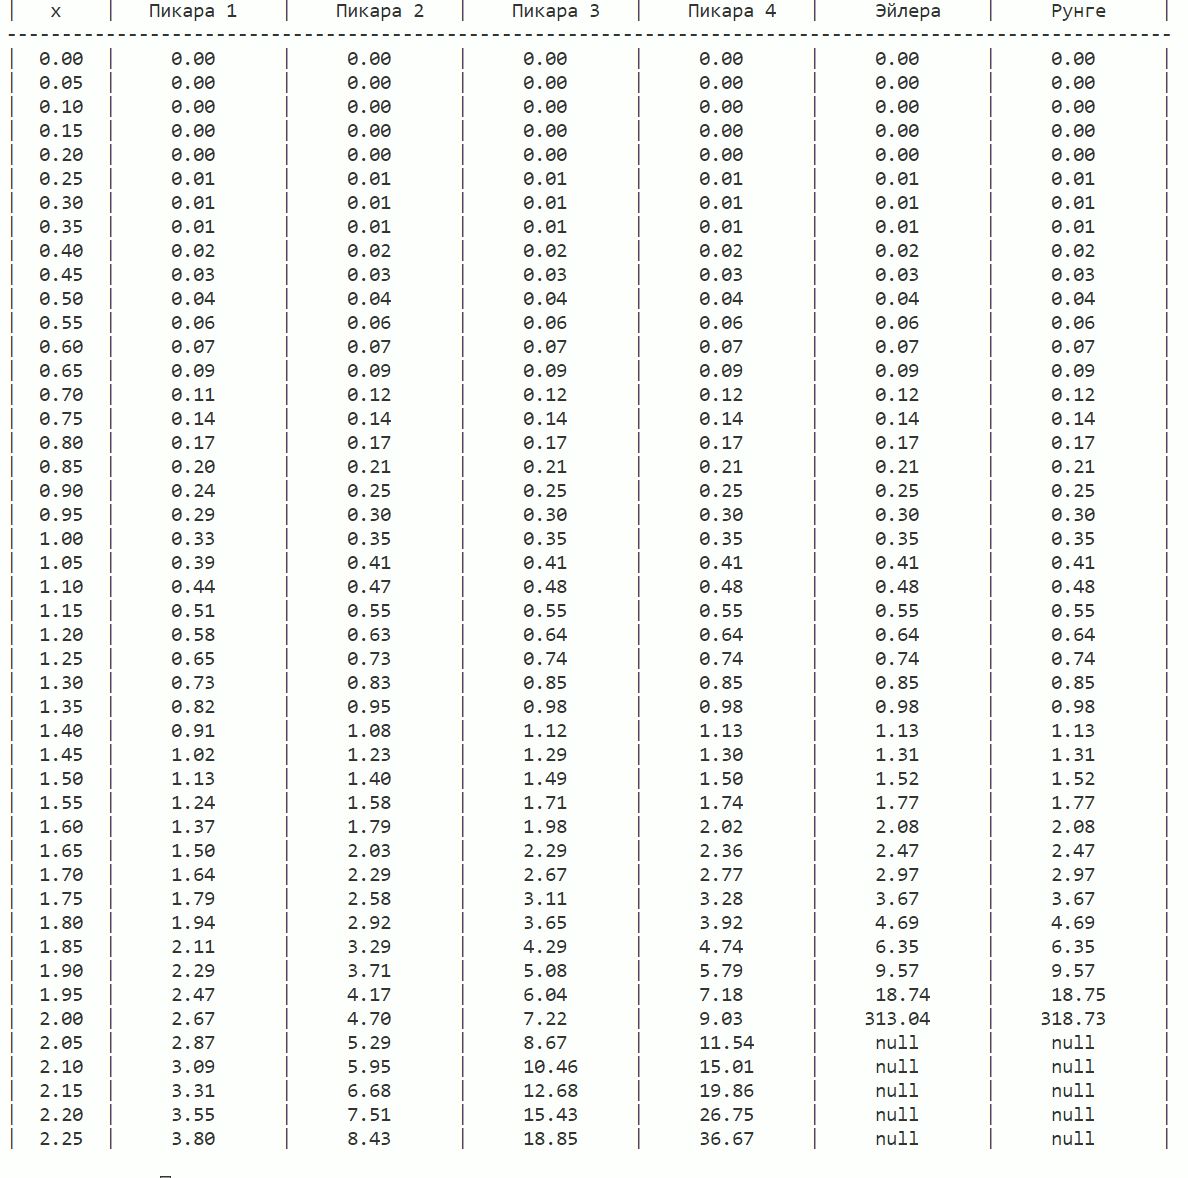 | x | Пикара 1 | Пикара 2 | Пикара 3 | Пикара 4 | Эйлера | Рунге |
---------------------------------------------------------------------------------------------------------
| 0.00 | 0.00 | 0.00 | 0.00 | 0.00 | 0.00 | 0.00 |
| 0.05 | 0.00 | 0.00 | 0.00 | 0.00 | 0.00 | 0.00 |
| 0.10 | 0.00 | 0.00 | 0.00 | 0.00 | 0.00 | 0.00 |
| 0.15 | 0.00 | 0.00 | 0.00 | 0.00 | 0.00 | 0.00 |
| 0.20 | 0.00 | 0.00 | 0.00 | 0.00 | 0.00 | 0.00 |
| 0.25 | 0.01 | 0.01 | 0.01 | 0.01 | 0.01 | 0.01 |
| 0.30 | 0.01 | 0.01 | 0.01 | 0.01 | 0.01 | 0.01 |
| 0.35 | 0.01 | 0.01 | 0.01 | 0.01 | 0.01 | 0.01 |
| 0.40 | 0.02 | 0.02 | 0.02 | 0.02 | 0.02 | 0.02 |
| 0.45 | 0.03 | 0.03 | 0.03 | 0.03 | 0.03 | 0.03 |
| 0.50 | 0.04 | 0.04 | 0.04 | 0.04 | 0.04 | 0.04 |
| 0.55 | 0.06 | 0.06 | 0.06 | 0.06 | 0.06 | 0.06 |
| 0.60 | 0.07 | 0.07 | 0.07 | 0.07 | 0.07 | 0.07 |
| 0.65 | 0.09 | 0.09 | 0.09 | 0.09 | 0.09 | 0.09 |
| 0.70 | 0.11 | 0.12 | 0.12 | 0.12 | 0.12 | 0.12 |
| 0.75 | 0.14 | 0.14 | 0.14 | 0.14 | 0.14 | 0.14 |
| 0.80 | 0.17 | 0.17 | 0.17 | 0.17 | 0.17 | 0.17 |
| 0.85 | 0.20 | 0.21 | 0.21 | 0.21 | 0.21 | 0.21 |
| 0.90 | 0.24 | 0.25 | 0.25 | 0.25 | 0.25 | 0.25 |
| 0.95 | 0.29 | 0.30 | 0.30 | 0.30 | 0.30 | 0.30 |
| 1.00 | 0.33 | 0.35 | 0.35 | 0.35 | 0.35 | 0.35 |
| 1.05 | 0.39 | 0.41 | 0.41 | 0.41 | 0.41 | 0.41 |
| 1.10 | 0.44 | 0.47 | 0.48 | 0.48 | 0.48 | 0.48 |
| 1.15 | 0.51 | 0.55 | 0.55 | 0.55 | 0.55 | 0.55 |
| 1.20 | 0.58 | 0.63 | 0.64 | 0.64 | 0.64 | 0.64 |
| 1.25 | 0.65 | 0.73 | 0.74 | 0.74 | 0.74 | 0.74 |
| 1.30 | 0.73 | 0.83 | 0.85 | 0.85 | 0.85 | 0.85 |
| 1.35 | 0.82 | 0.95 | 0.98 | 0.98 | 0.98 | 0.98 |
| 1.40 | 0.91 | 1.08 | 1.12 | 1.13 | 1.13 | 1.13 |
| 1.45 | 1.02 | 1.23 | 1.29 | 1.30 | 1.31 | 1.31 |
| 1.50 | 1.13 | 1.40 | 1.49 | 1.50 | 1.52 | 1.52 |
| 1.55 | 1.24 | 1.58 | 1.71 | 1.74 | 1.77 | 1.77 |
| 1.60 | 1.37 | 1.79 | 1.98 | 2.02 | 2.08 | 2.08 |
| 1.65 | 1.50 | 2.03 | 2.29 | 2.36 | 2.47 | 2.47 |
| 1.70 | 1.64 | 2.29 | 2.67 | 2.77 | 2.97 | 2.97 |
| 1.75 | 1.79 | 2.58 | 3.11 | 3.28 | 3.67 | 3.67 |
| 1.80 | 1.94 | 2.92 | 3.65 | 3.92 | 4.69 | 4.69 |
| 1.85 | 2.11 | 3.29 | 4.29 | 4.74 | 6.35 | 6.35 |
| 1.90 | 2.29 | 3.71 | 5.08 | 5.79 | 9.57 | 9.57 |
| 1.95 | 2.47 | 4.17 | 6.04 | 7.18 | 18.74 | 18.75 |
| 2.00 | 2.67 | 4.70 | 7.22 | 9.03 | 313.04 | 318.73 |
| 2.05 | 2.87 | 5.29 | 8.67 | 11.54 | null | null |
| 2.10 | 3.09 | 5.95 | 10.46 | 15.01 | null | null |
| 2.15 | 3.31 | 6.68 | 12.68 | 19.86 | null | null |
| 2.20 | 3.55 | 7.51 | 15.43 | 26.75 | null | null |
| 2.25 | 3.80 | 8.43 | 18.85 | 36.67 | null | null |